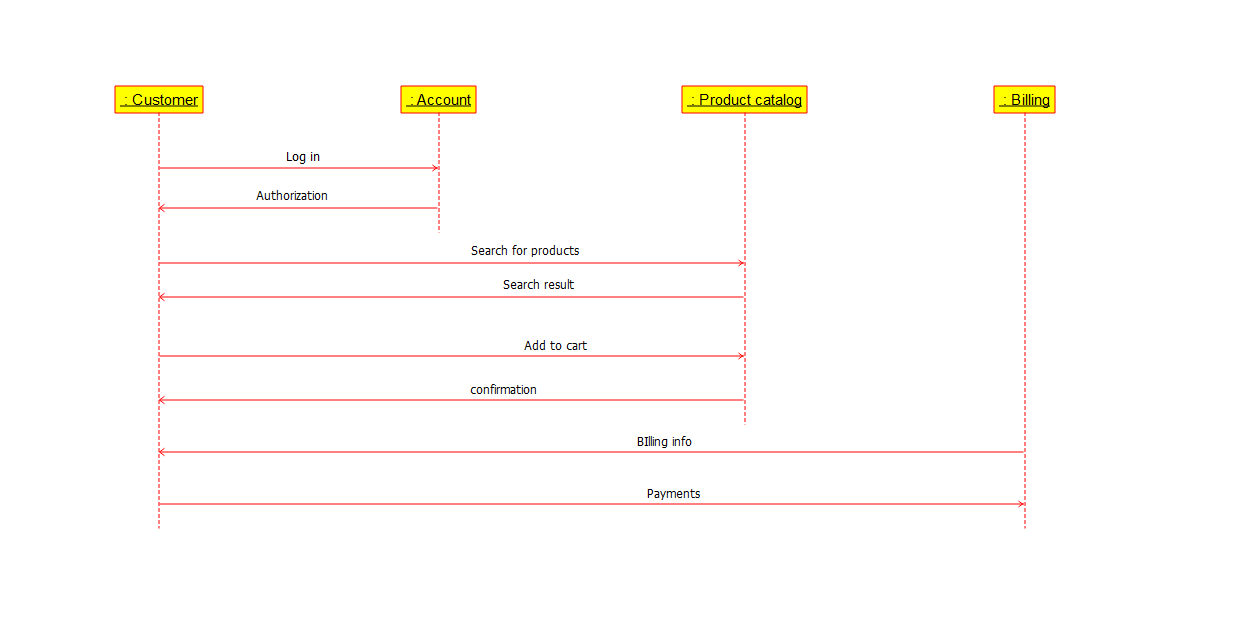 : Customer
: Account
: Product catalog
: Billing
Log in
Authorization
Search for products
Search result
Add to cart
confirmation
BIlling info
Payments